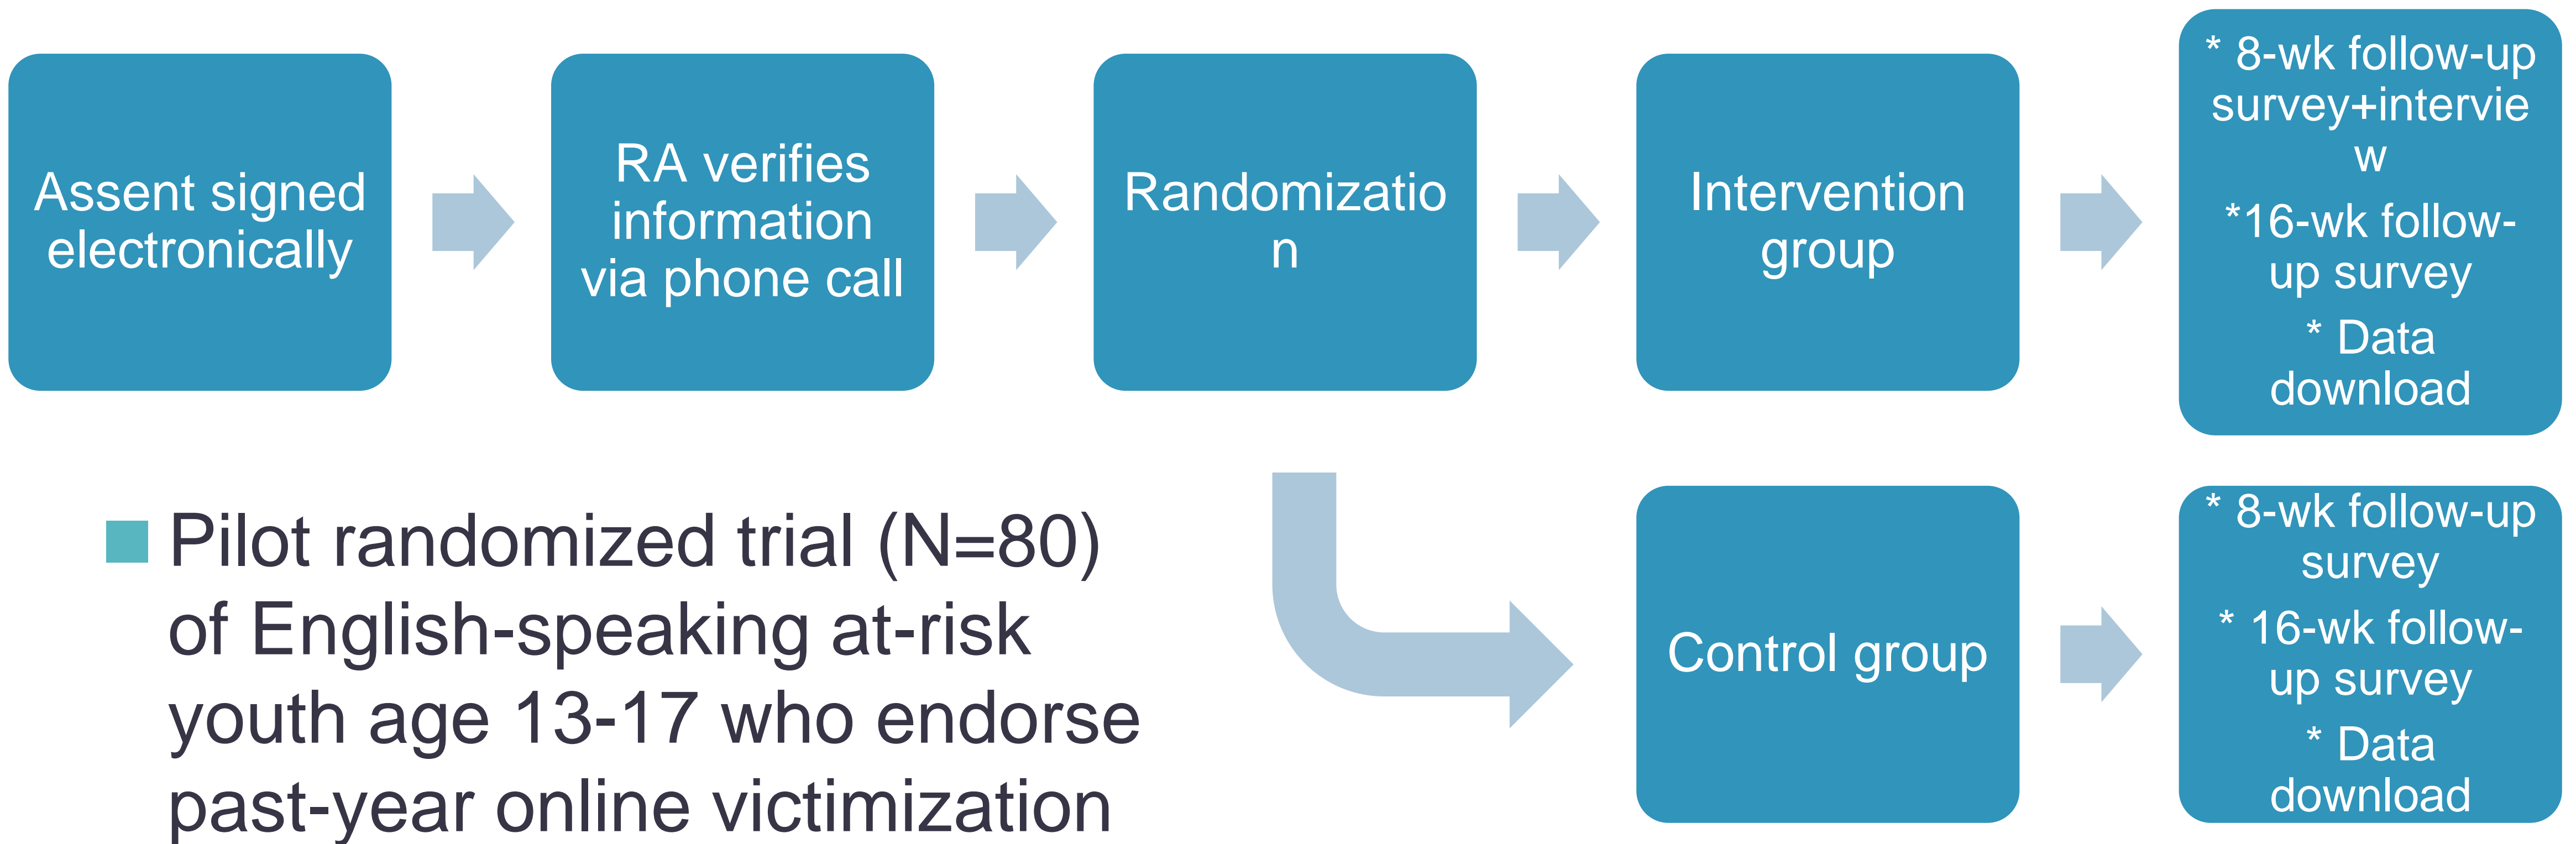 Assent signed
electronically
RA verifies
information
via phone call
Randomizatio
n
Intervention
group
* 8-wk follow-up
survey+intervie
w
*16-wk follow-
up survey
* Data
download
Control group
* 8-wk follow-up
survey
* 16-wk follow-
up survey
* Data
download
Pilot randomized trial (N=80)
of English-speaking at-risk
youth age 13-17 who endorse
past-year online victimization